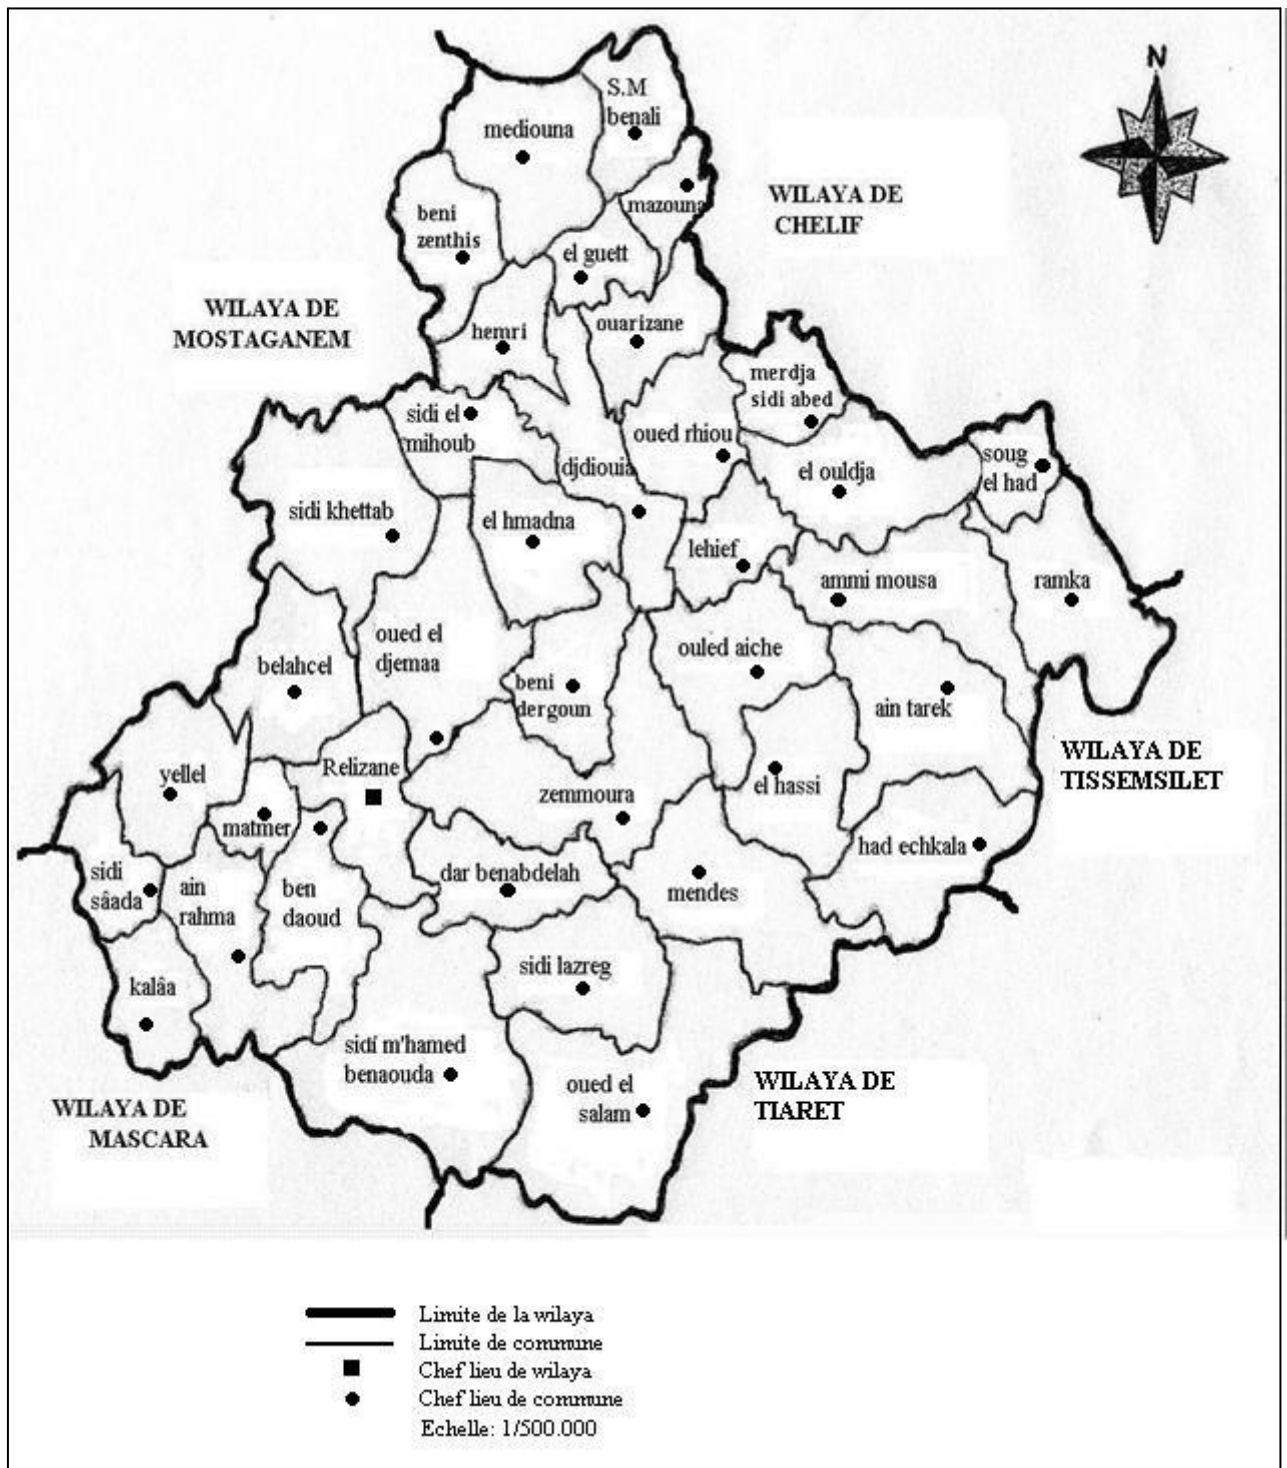 N
S.M
benali
mediouna
mazouna
WILAYA DE
CHELIF
beni
zenthis
el guett
WILAYA DE
MOSTAGANEM
hemri
ouarizane
merdja
sidi abed
sidi el
mihoub
oued rhiou
djdiouia
el ouldja
soug
el had
sidi khettab
el hmadna
lehief
ammi mousa
ramka
oued el
djemaa
belahcel
ouled aiche
beni
dergoun
ain tarek
WILAYA DE
TISSEMSILET
yellel
Relizane
zemmoura
el hassi
matmer
had echkala
sidi
sâada
ain
rahma
ben
daoud
dar benabdelah
mendes
kalâa
sidi lazreg
sidi m'hamed
benaouda
oued el
salam
WILAYA DE
TIARET
WILAYA DE
MASCARA
Limite de la wilaya
Limite de commune
Chef lieu de wilaya
Chef lieu de commune
Echelle: 1/500.000